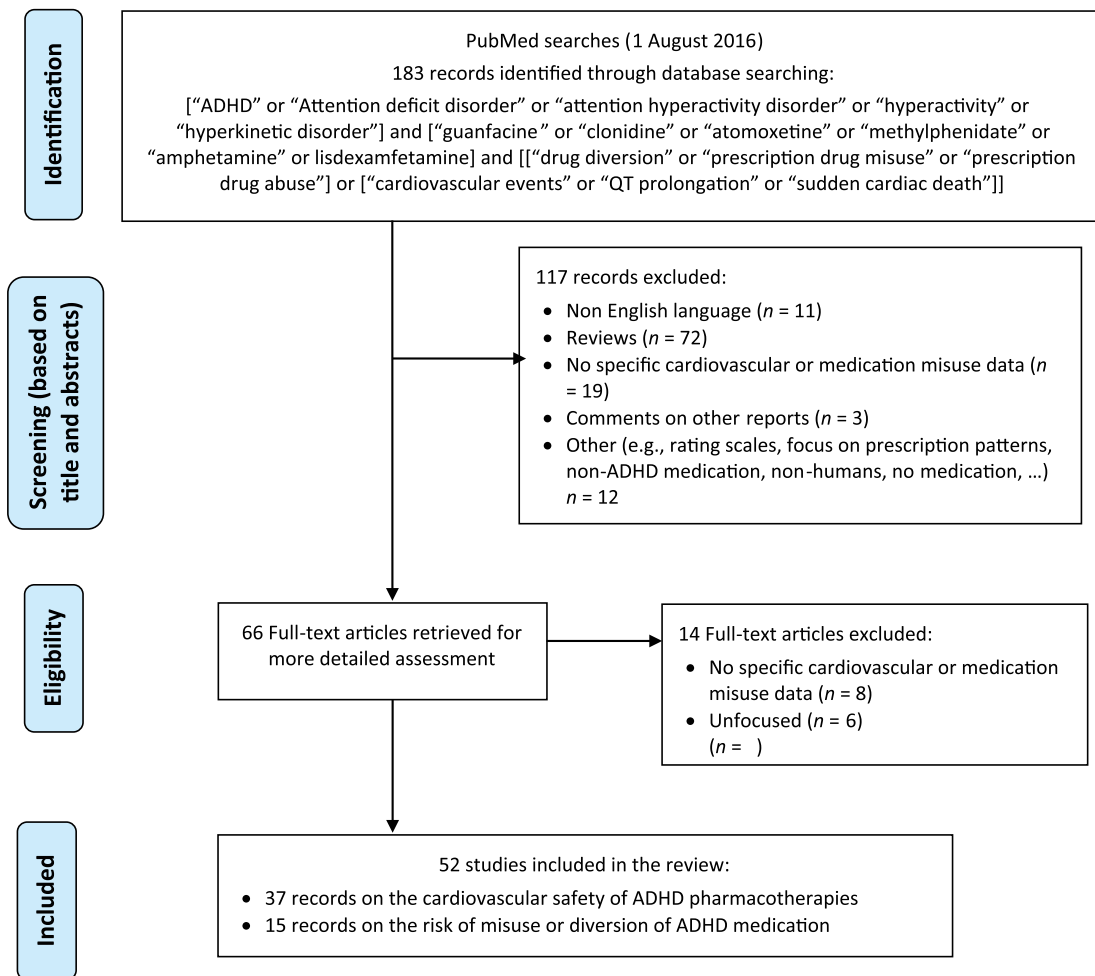 Identification
PubMed searches (1 August 2016)
183 records identified through database searching:
[“ADHD” or “Attention deficit disorder” or “attention hyperactivity disorder” or “hyperactivity” or
“hyperkinetic disorder”] and [“guanfacine” or “clonidine” or “atomoxetine” or “methylphenidate” or
“amphetamine” or lisdexamfetamine] and [[“drug diversion” or “prescription drug misuse” or “prescription
drug abuse”] or [“cardiovascular events” or “QT prolongation” or “sudden cardiac death”]]
Screening (based on
title and abstracts)
117 records excluded:
• Non English language (n = 11)
• Reviews (n = 72)
• No specific cardiovascular or medication misuse data (n
= 19)
• Comments on other reports (n = 3)
• Other (e.g., rating scales, focus on prescription patterns,
non-ADHD medication, non-humans, no medication, ...)
n = 12
Eligibility
66 Full-text articles retrieved for
more detailed assessment
14 Full-text articles excluded:
• No specific cardiovascular or medication
misuse data (n = 8)
• Unfocused (n = 6)
(n = )
Included
52 studies included in the review:
• 37 records on the cardiovascular safety of ADHD pharmacotherapies
• 15 records on the risk of misuse or diversion of ADHD medication